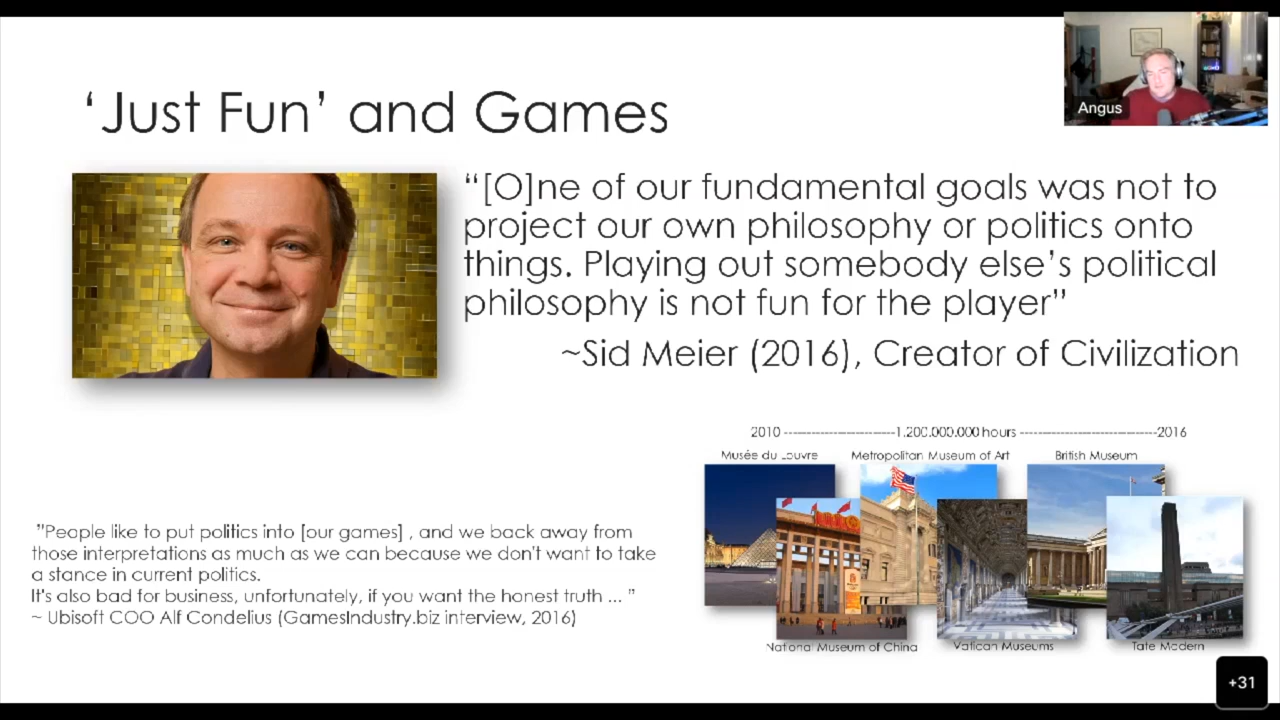 Angus
‘Just Fun’ and Games
“[O]ne of our fundamental goals was not to
project our own philosophy or politics onto
things. Playing out somebody else’s political
philosophy is not fun for the player”
~Sid Meier (2016), Creator of Civilization
2010 -----------------------1.200.000.000 hours -----------------------------2016
Musée du Louvre Metropolitan Museum of Art British Museum
National Museum of China Vatican Museums Tate Modern
"People like to put politics into [our games] , and we back away from
those interpretations as much as we can because we don't want to take
a stance in current politics.
It's also bad for business, unfortunately, if you want the honest truth ... "
~ Ubisoft COO Alf Condelius (GamesIndustry.biz interview, 2016)
+31